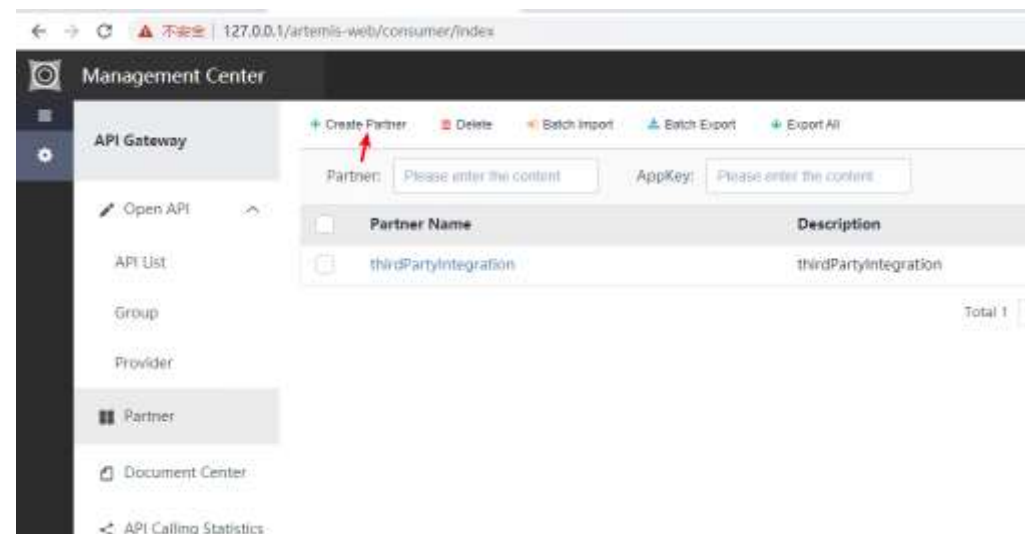 不安全 | 127.0.0.1/artemis-web/consumer/index
Management Center
API Gateway
Create Partner Delete Batch Import Batch Export Export All
Partner: Please enter the content AppKey: Please enter the content
Open API
Partner Name Description
API List
thirdPartyIntegration thirdPartyIntegration
Group
Total 1
Provider
Partner
Document Center
API Calling Statistics